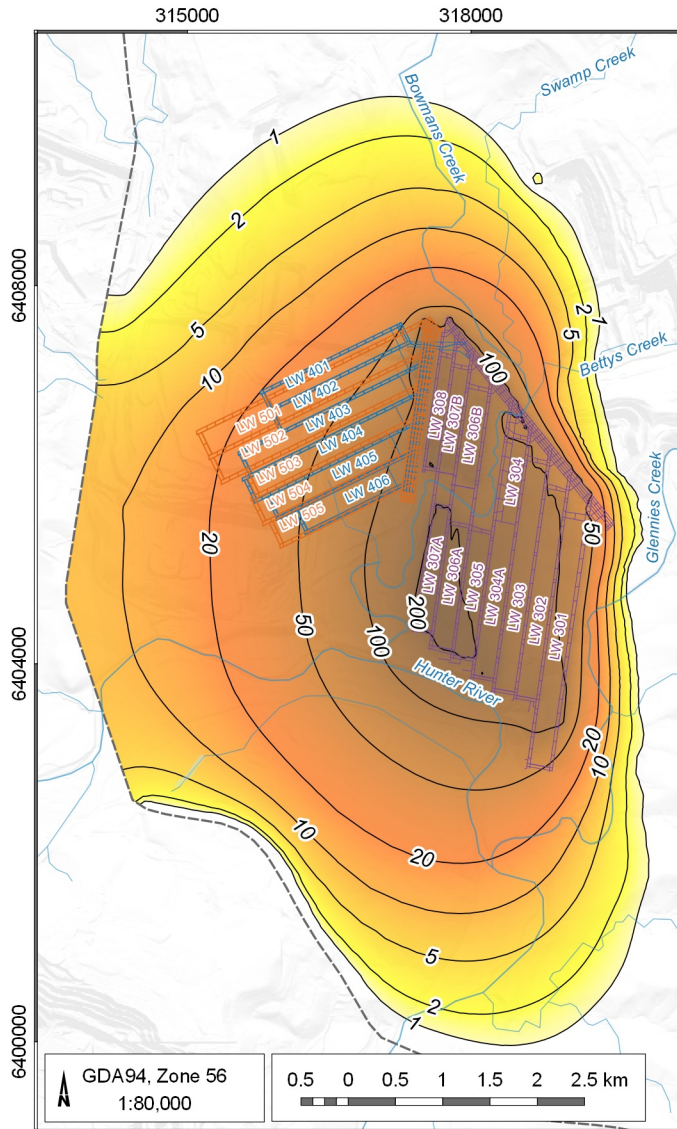 315000
318000
Swamp Creek
Bowmans Creek
1
2
6408000
2
1
5
5
Bettys Creek
10
100
LW 401
LW 402
LW 308
LW 307B
LW 306B
LW 501
LW 403
LW 502
LW 404
LW 304
LW 503
LW 405
LW 504
LW 406
Glennies Creek
LW 505
50
20
LW 307A
LW 306A
LW 305
LW 304A
LW 303
LW 302
LW 301
200
50
100
6404000
Hunter River
20
10
10
20
5
2
1
6400000
GDA94, Zone 56
1:80,000
N
0.5 0 0.5 1 1.5 2 2.5 km